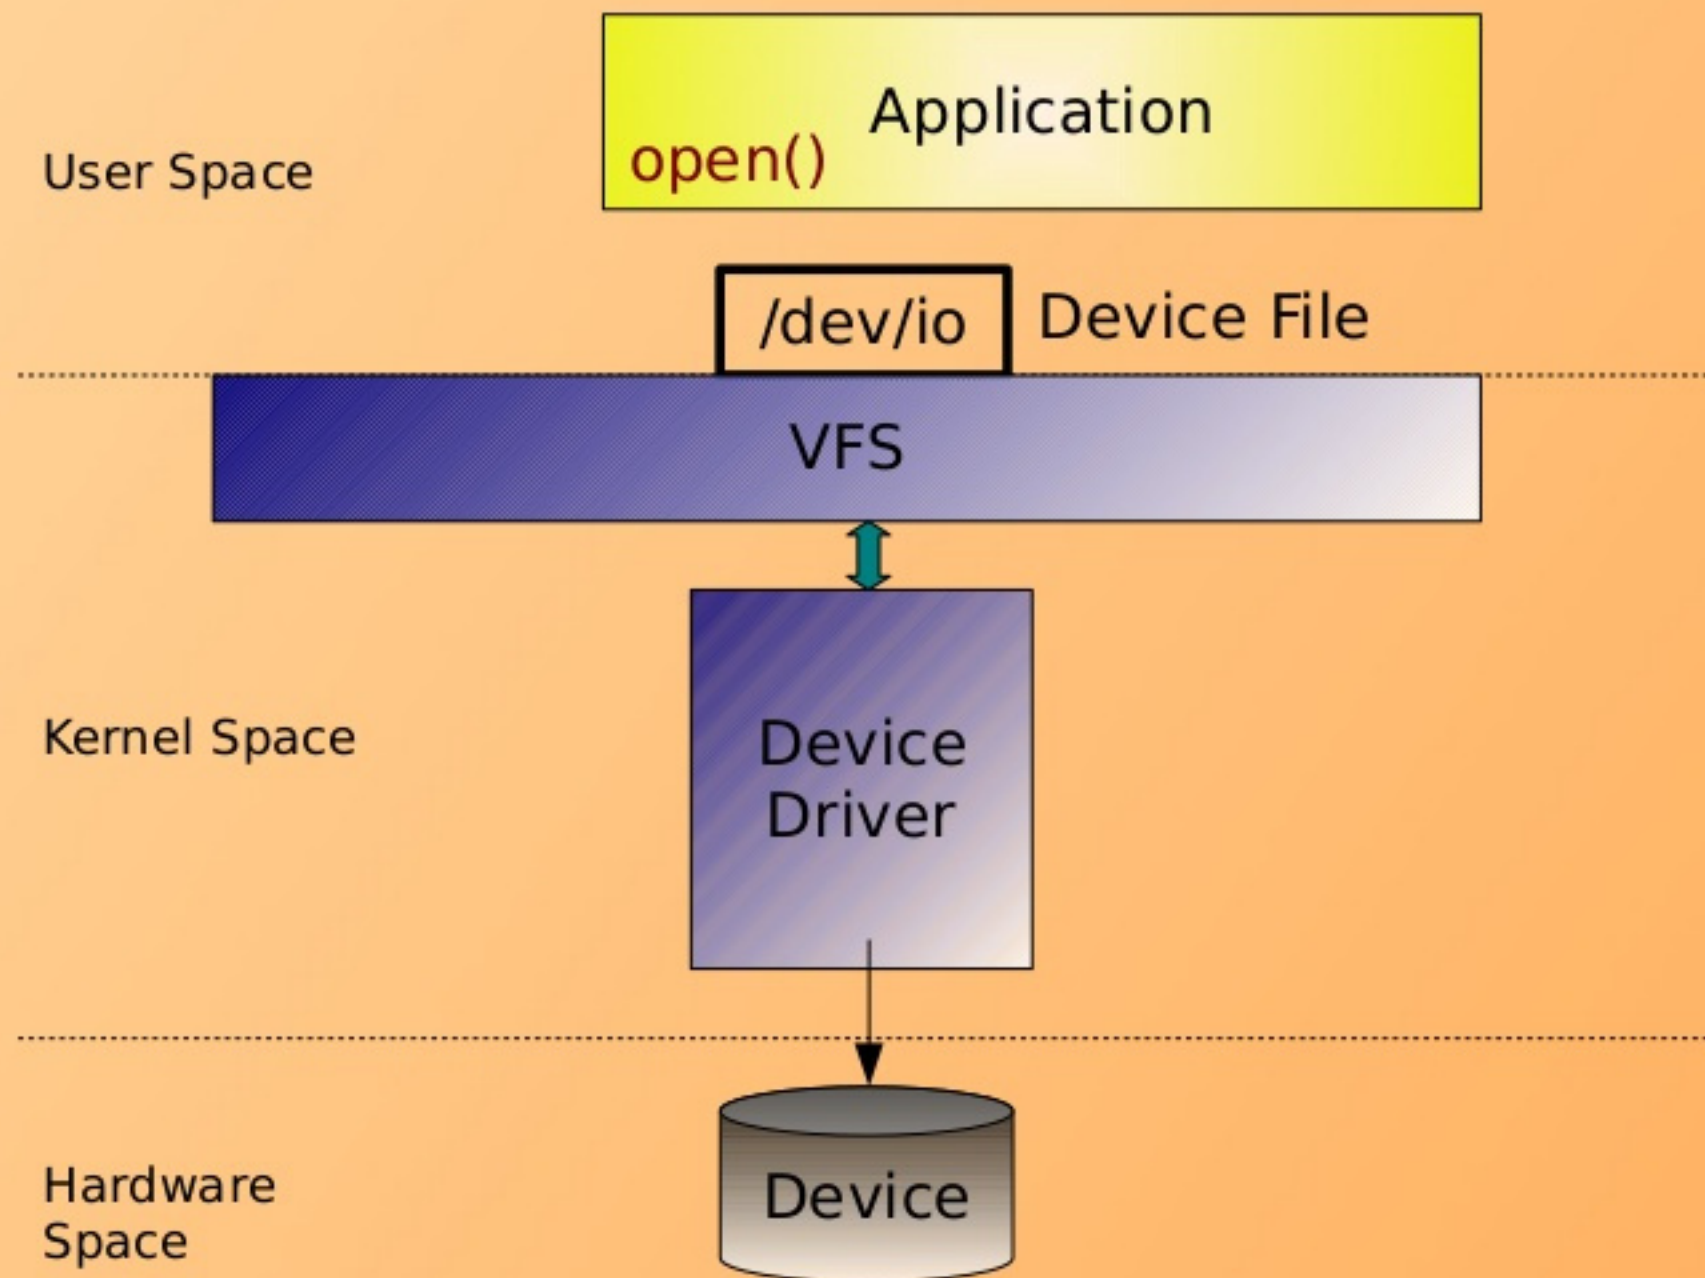 Application
open()
User Space
/dev/io
Device File
VFS
Kernel Space
Device
Driver
Hardware
Space
Device